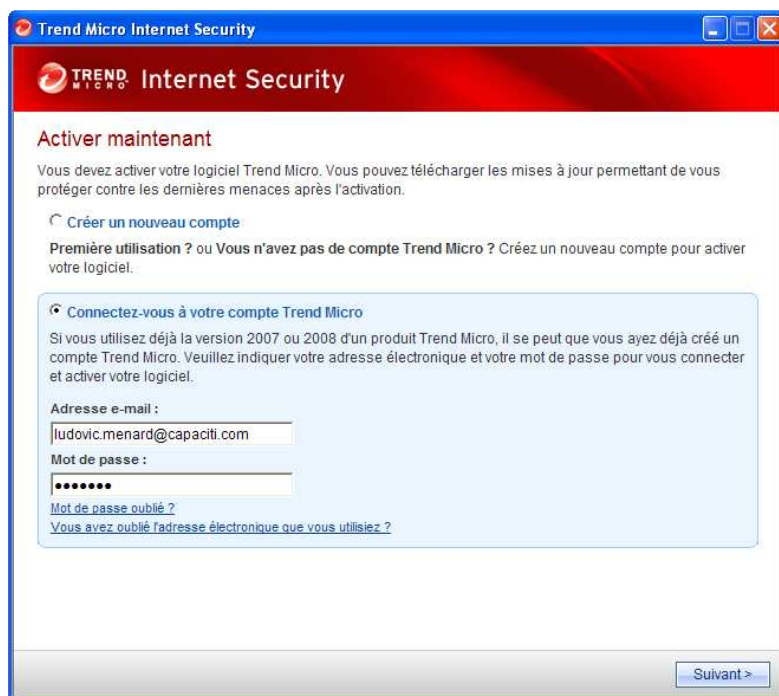 Trend Micro Internet Security
TREND MICRO Internet Security
Activer maintenant
Vous devez activer votre logiciel Trend Micro. Vous pouvez télécharger les mises à jour permettant de vous
protéger contre les dernières menaces après l'activation.
Créer un nouveau compte
Première utilisation ? ou Vous n'avez pas de compte Trend Micro ? Créez un nouveau compte pour activer
votre logiciel.
Connectez-vous à votre compte Trend Micro
Si vous utilisez déjà la version 2007 ou 2008 d'un produit Trend Micro, il se peut que vous ayez déjà créé un
compte Trend Micro. Veuillez indiquer votre adresse électronique et votre mot de passe pour vous connecter
et activer votre logiciel.
Adresse e-mail :
ludovic.menard@capaciti.com
Mot de passe :
•••••••
Mot de passe oublié ?
Vous avez oublié l'adresse électronique que vous utilisiez ?
Suivant >